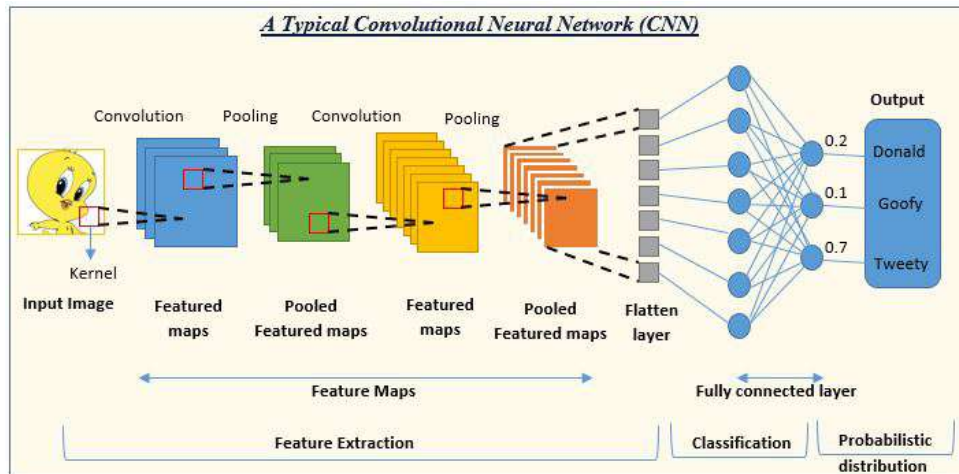 A Typical Convolutional Neural Network (CNN)
Convolution
Pooling
Convolution
Pooling
Output
0.2
Donald
0.1
Goofy
0.7
Tweety
Kernel
Input Image
Featured
maps
Pooled
Featured maps
Featured
maps
Pooled
Featured maps
Flatten
layer
Feature Maps
Fully connected layer
Feature Extraction
Classification
Probabilistic
distribution